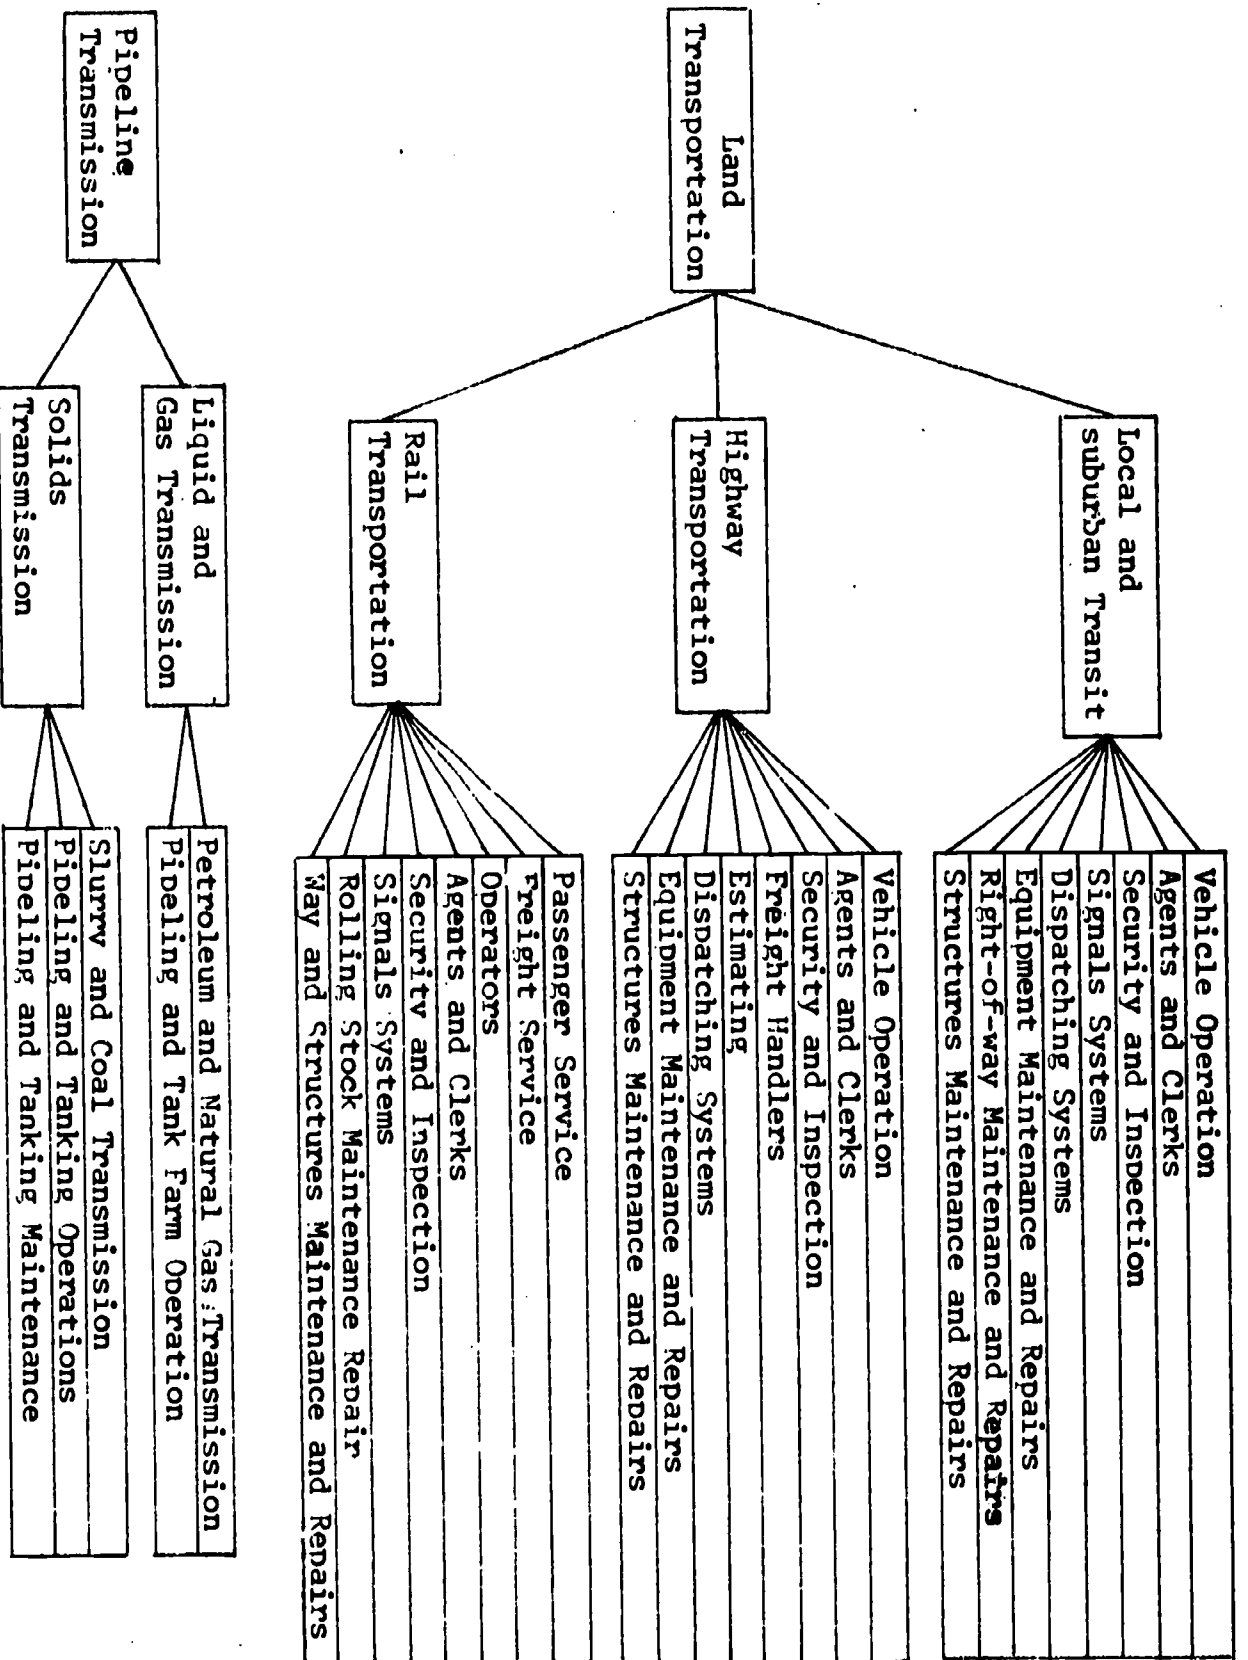 Land
Transportation
Local and
suburban Transit
Vehicle Operation
Agents and Clerks
Security and Inspection
Signals Systems
Dispatching Systems
Equipment Maintenance and Repairs
Right-of-way Maintenance and Repairs
Structures Maintenance and Repairs
Highway
Transportation
Vehicle Operation
Agents and Clerks
Security and Inspection
Freight Handlers
Estimating
Dispatching Systems
Equipment Maintenance and Repairs
Structures Maintenance and Repairs
Rail
Transportation
Passenger Service
Freight Service
Operators
Agents and Clerks
Security and Inspection
Signals Systems
Rolling Stock Maintenance Repair
Way and Structures Maintenance and Repairs
Pipeline
Transmission
Liquid and
Gas Transmission
Petroleum and Natural Gas Transmission
Pipeling and Tank Farm Operation
Solids
Transmission
Slurry and Coal Transmission
Pipeling and Tanking Operations
Pipeling and Tanking Maintenance